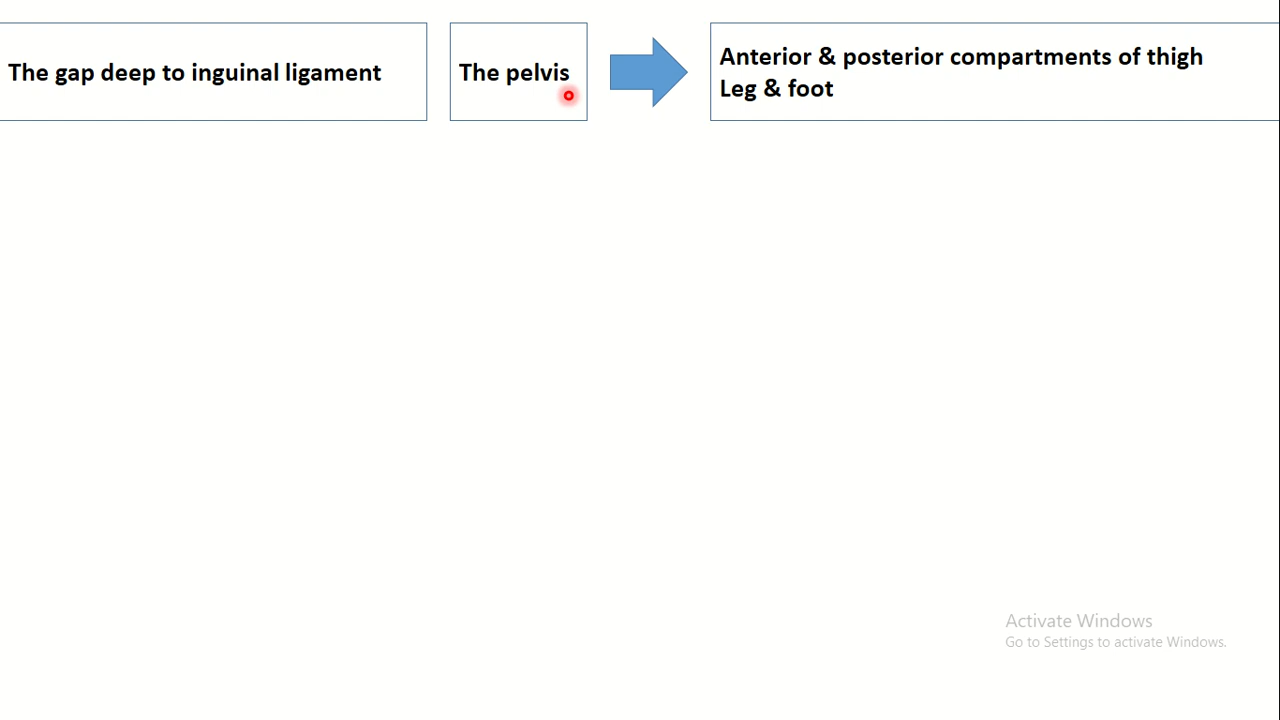 The gap deep to inguinal ligament
The pelvis
Anterior & posterior compartments of thigh
Leg & foot
Activate Windows
Go to Settings to activate Windows.